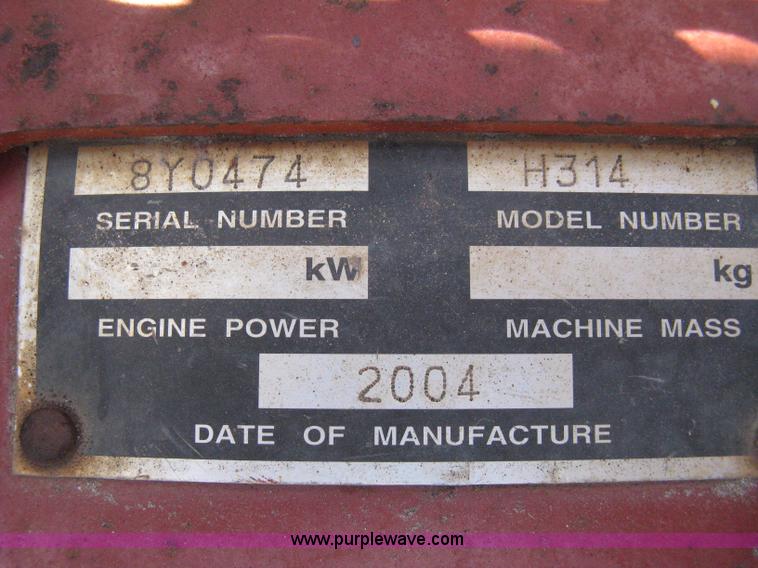 8Y0474 H314
SERIAL NUMBER MODEL NUMBER
kW kg
ENGINE POWER MACHINE MASS
2004
DATE OF MANUFACTURE
www.purplewave.com